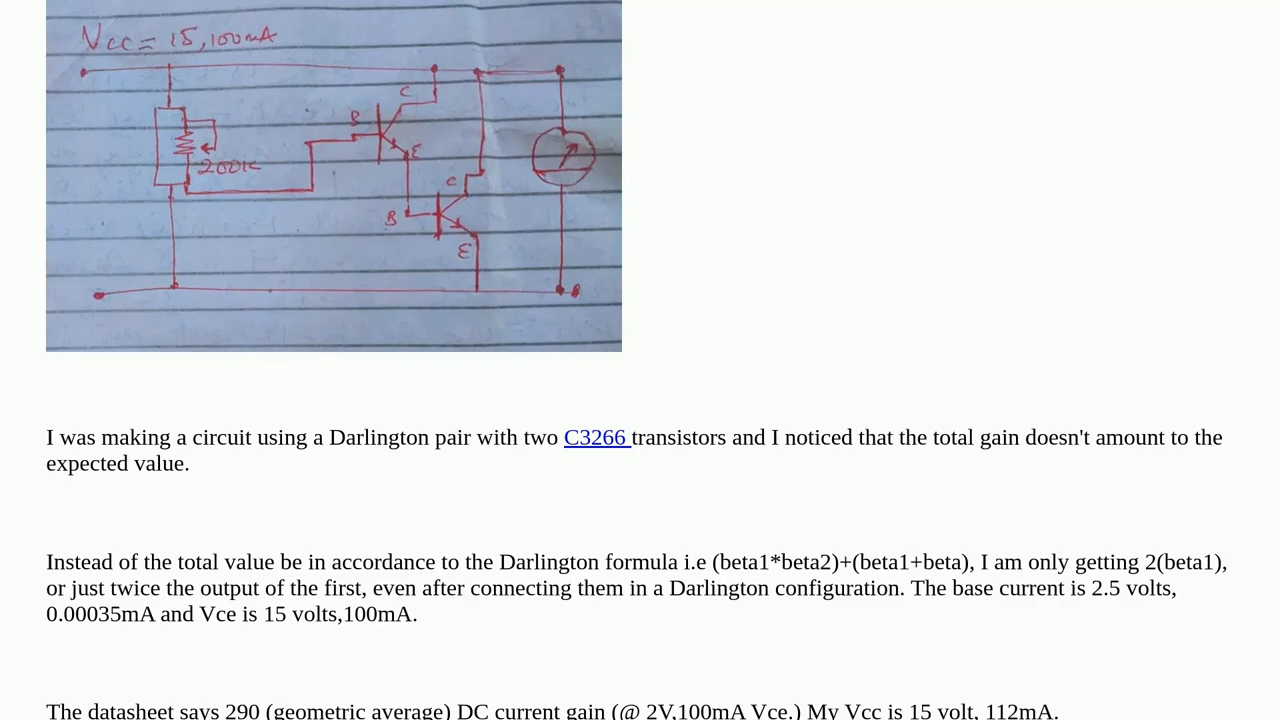 Vcc = 15,100mA
C
B
E
200K
C
B
E
I was making a circuit using a Darlington pair with two C3266 transistors and I noticed that the total gain doesn't amount to the
expected value.
Instead of the total value be in accordance to the Darlington formula i.e (beta1*beta2)+(beta1+beta), I am only getting 2(beta1),
or just twice the output of the first, even after connecting them in a Darlington configuration. The base current is 2.5 volts,
0.00035mA and Vce is 15 volts,100mA.
The datasheet says 290 (geometric average) DC current gain (@ 2V,100mA Vce.) My Vcc is 15 volt, 112mA.